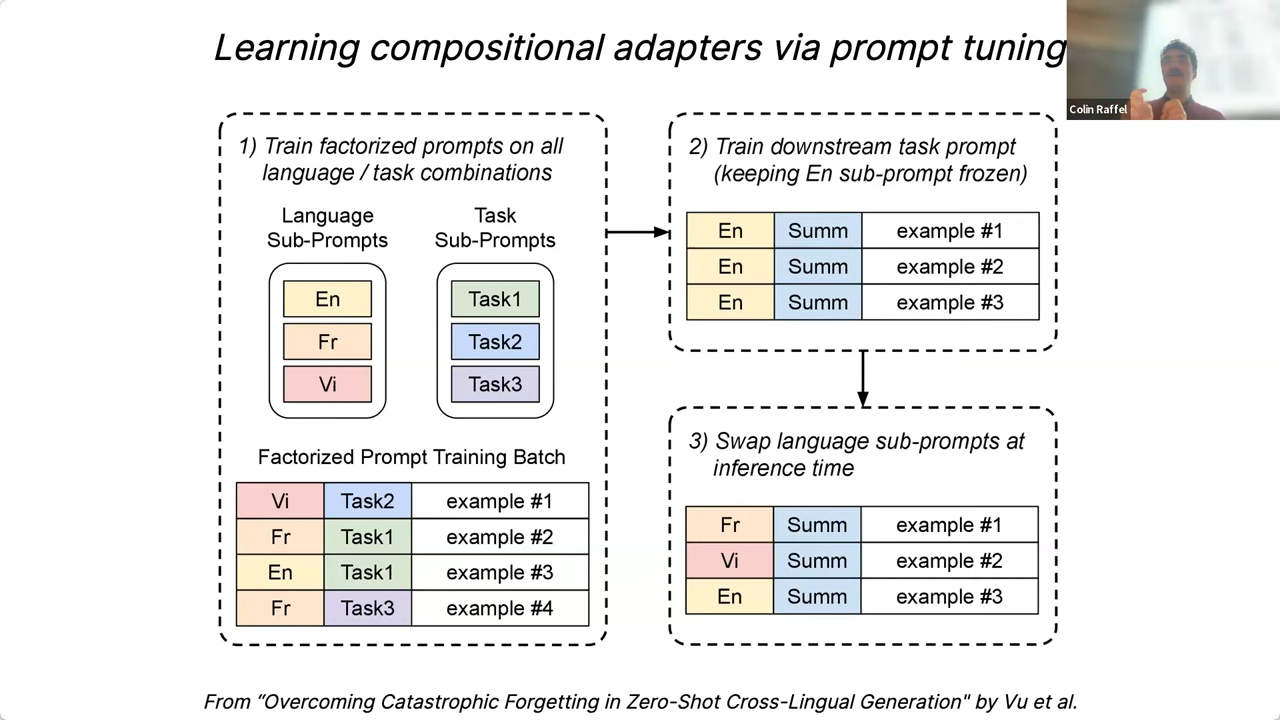 Learning compositional adapters via prompt tuning
Colin Raffel
1) Train factorized prompts on all
language / task combinations
Language
Sub-Prompts
Task
Sub-Prompts
En
Task1
Fr
Task2
Vi
Task3
Factorized Prompt Training Batch
Vi Task2 example #1
Fr Task1 example #2
En Task1 example #3
Fr Task3 example #4
2) Train downstream task prompt
(keeping En sub-prompt frozen)
En Summ example #1
En Summ example #2
En Summ example #3
3) Swap language sub-prompts at
inference time
Fr Summ example #1
Vi Summ example #2
En Summ example #3
From “Overcoming Catastrophic Forgetting in Zero-Shot Cross-Lingual Generation" by Vu et al.